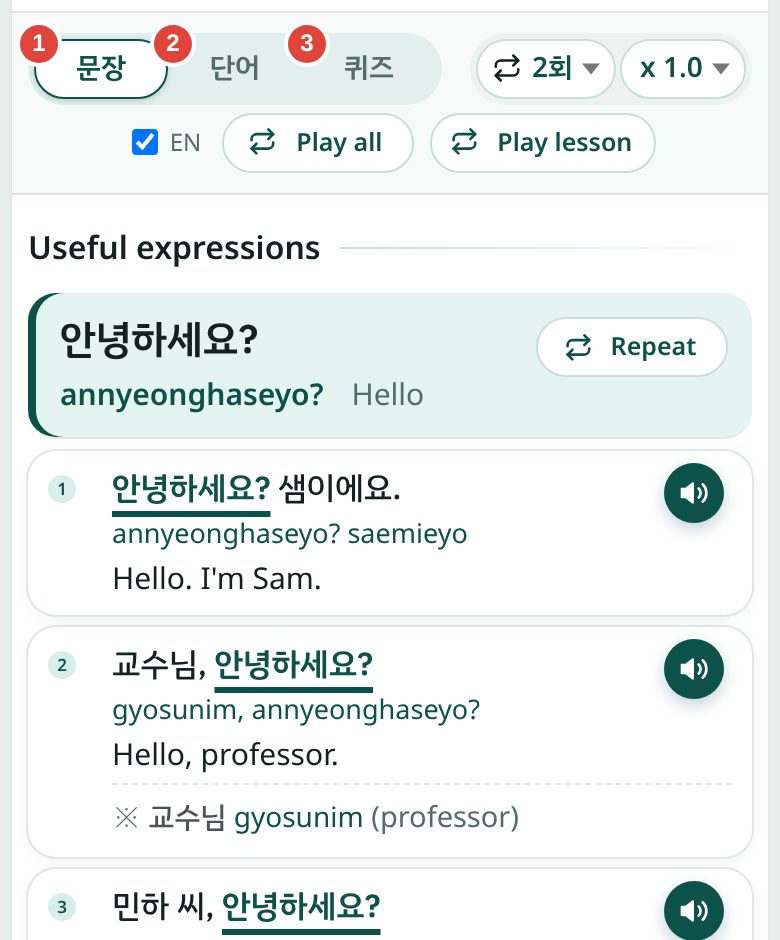 1 문장 2 단어 3 퀴즈 2회 x 1.0
EN Play all Play lesson
Useful expressions
안녕하세요?
annyeonghaseyo? Hello
Repeat
1 안녕하세요? 샘이에요.
annyeonghaseyo? saemieyo
Hello. I'm Sam.
2 교수님, 안녕하세요?
gyosunim, annyeonghaseyo?
Hello, professor.
※ 교수님 gyosunim (professor)
3 민하 씨, 안녕하세요?